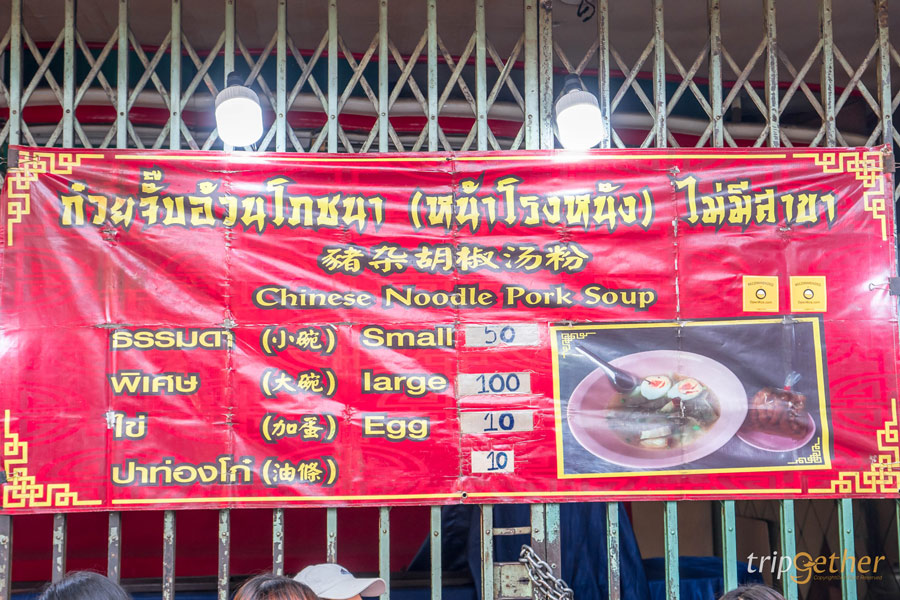 ก๋วยจั๊บอ้วนโภชนา (หน้าโรงหนัง) ไม่มีสาขา
豬杂胡椒汤粉
Chinese Noodle Pork Soup
ธรรมดา (小碗) Small 50
พิเศษ (大碗) large 100
ไข่ (加蛋) Egg 10
ปาท่องโก๋ (油條) 10
tripgether